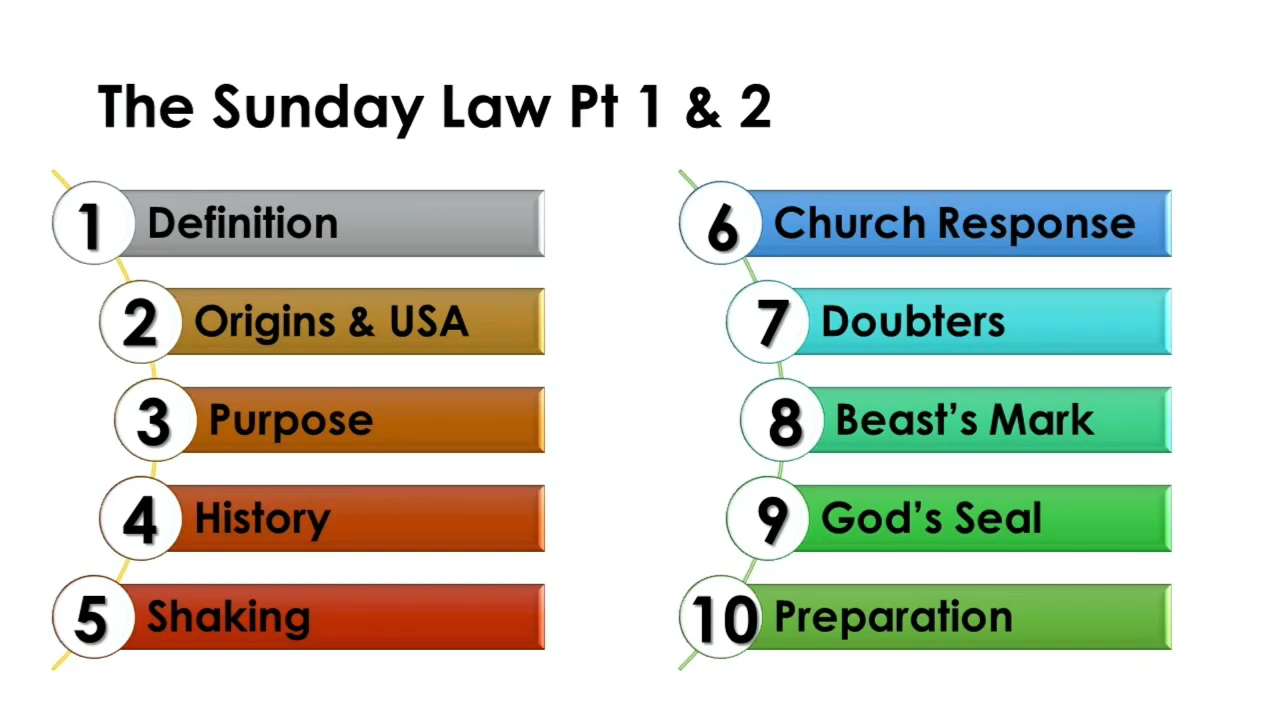 The Sunday Law Pt 1 & 2
1 Definition
2 Origins & USA
3 Purpose
4 History
5 Shaking
6 Church Response
7 Doubters
8 Beast’s Mark
9 God’s Seal
10 Preparation